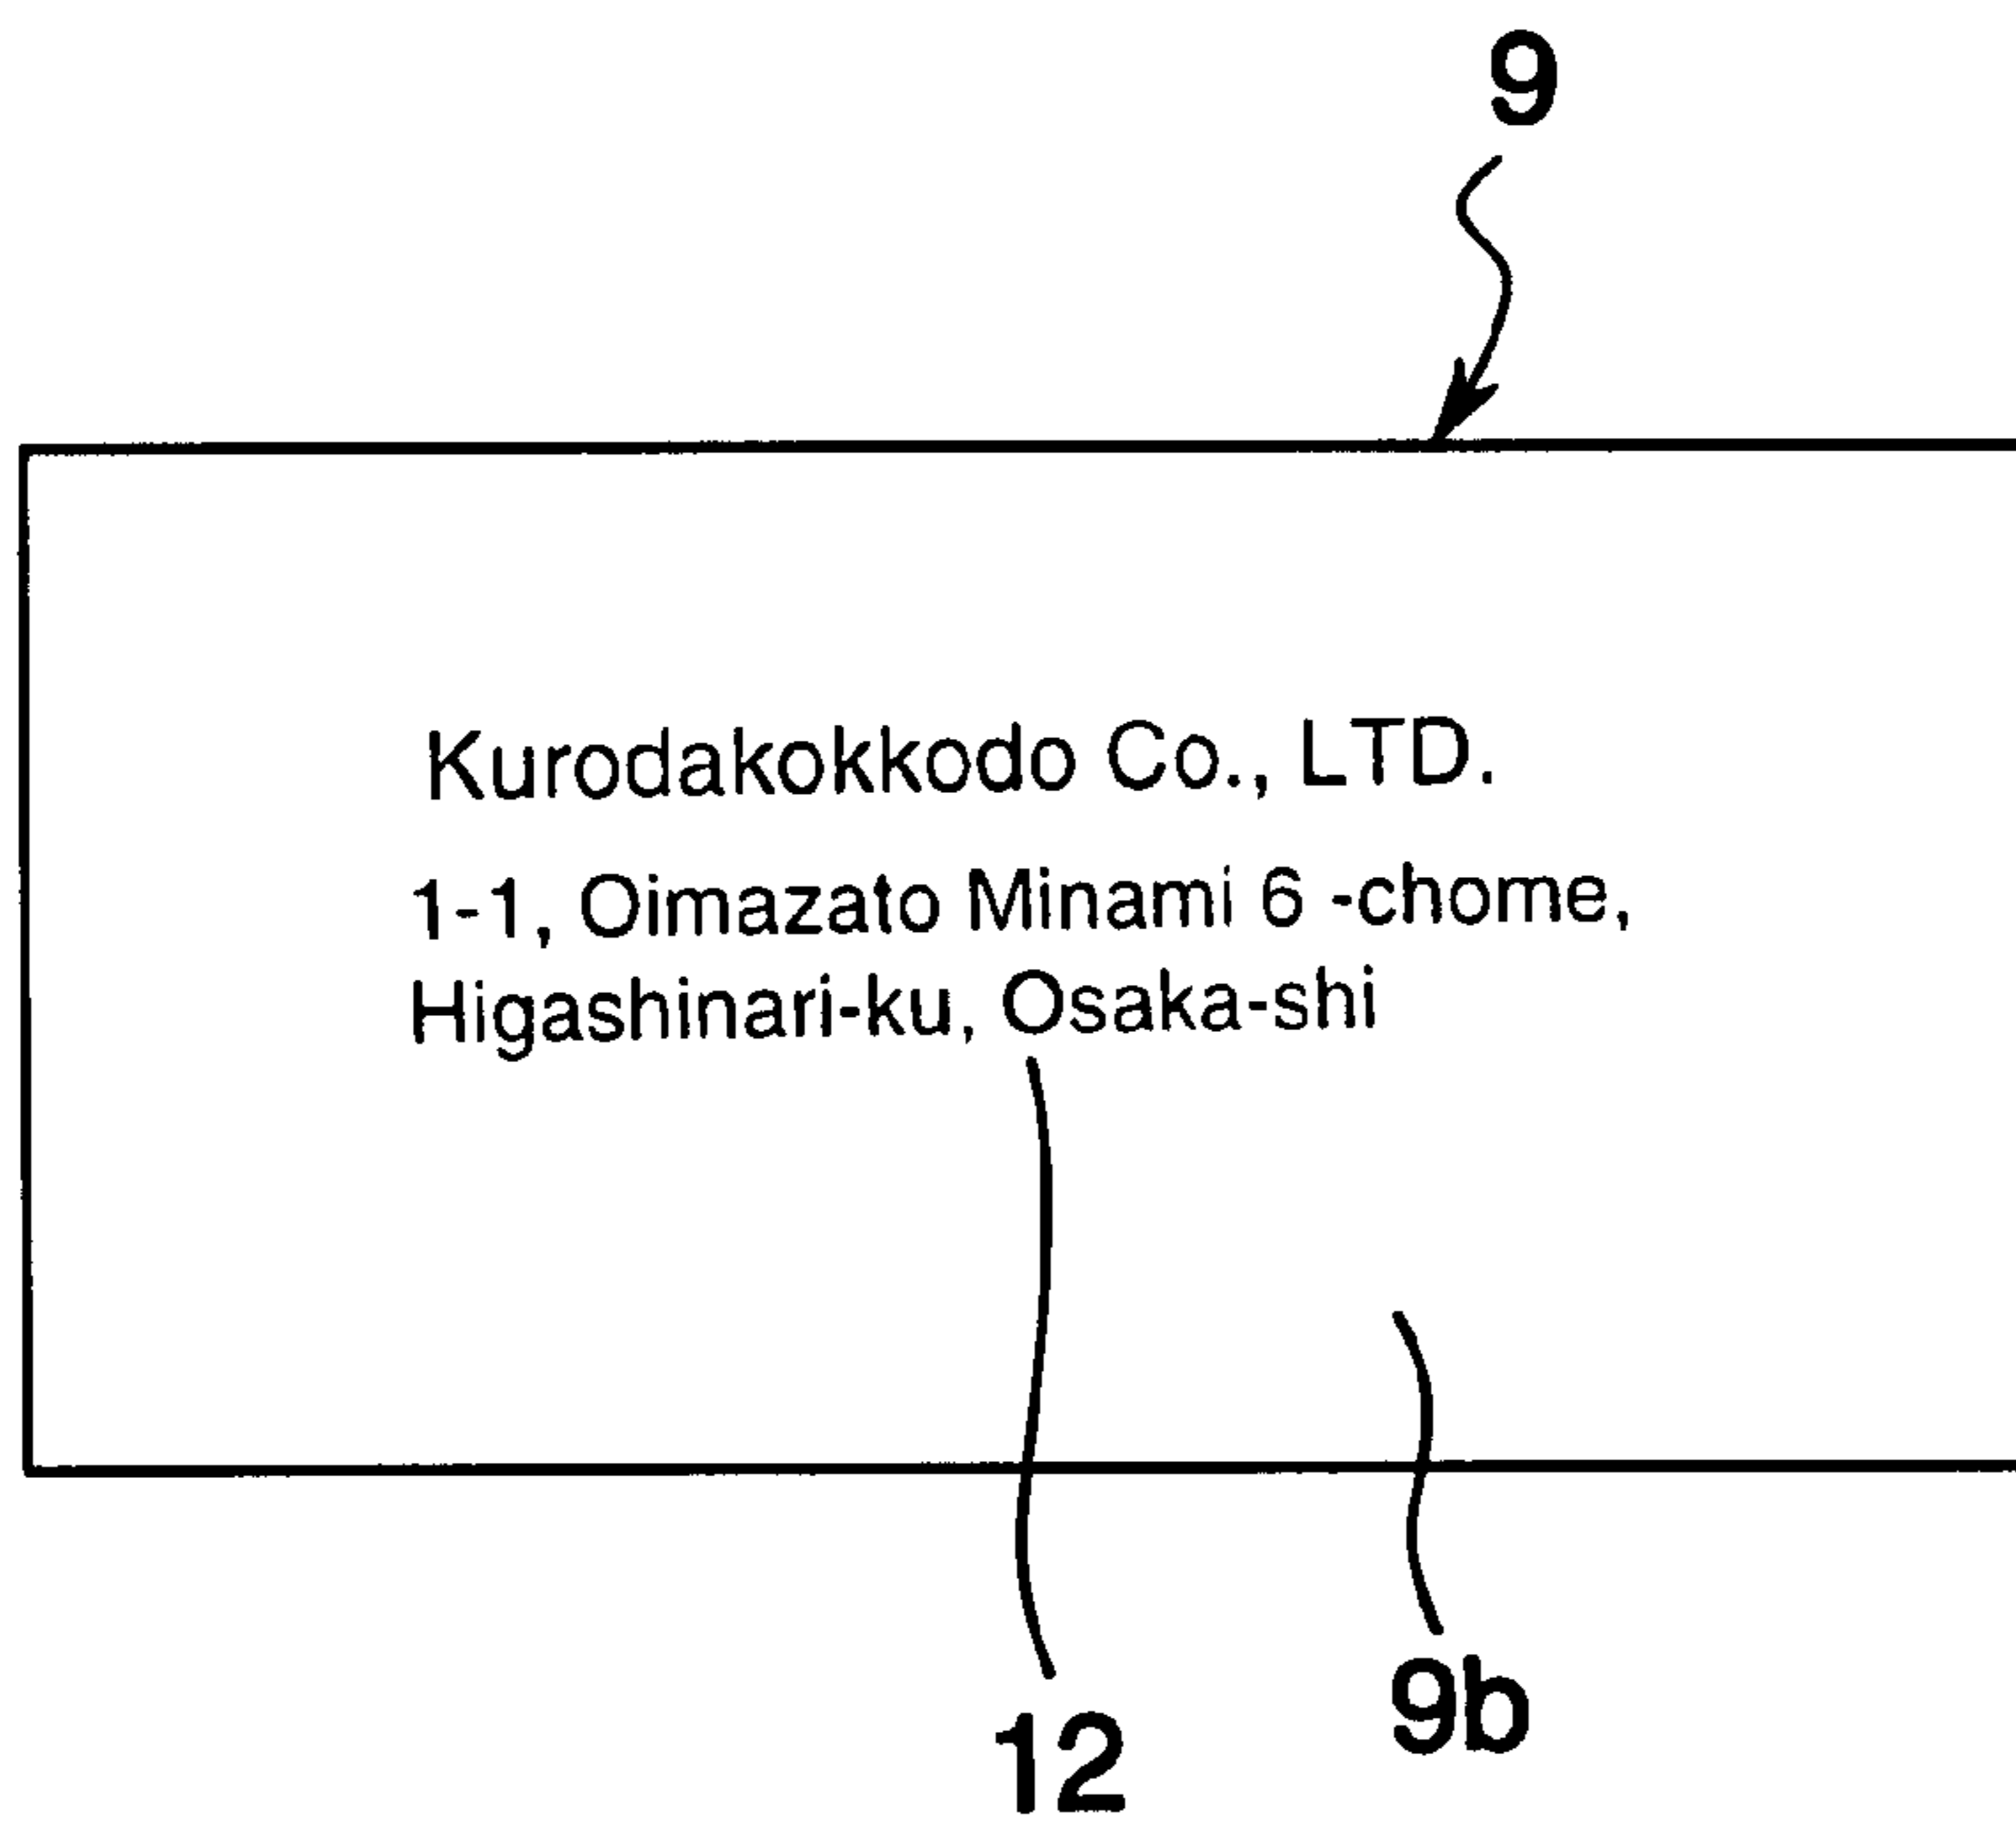 9
Kurodakokkodo Co., LTD.
1-1, Oimazato Minami 6 -chome,
Higashinari-ku, Osaka-shi
9b
12